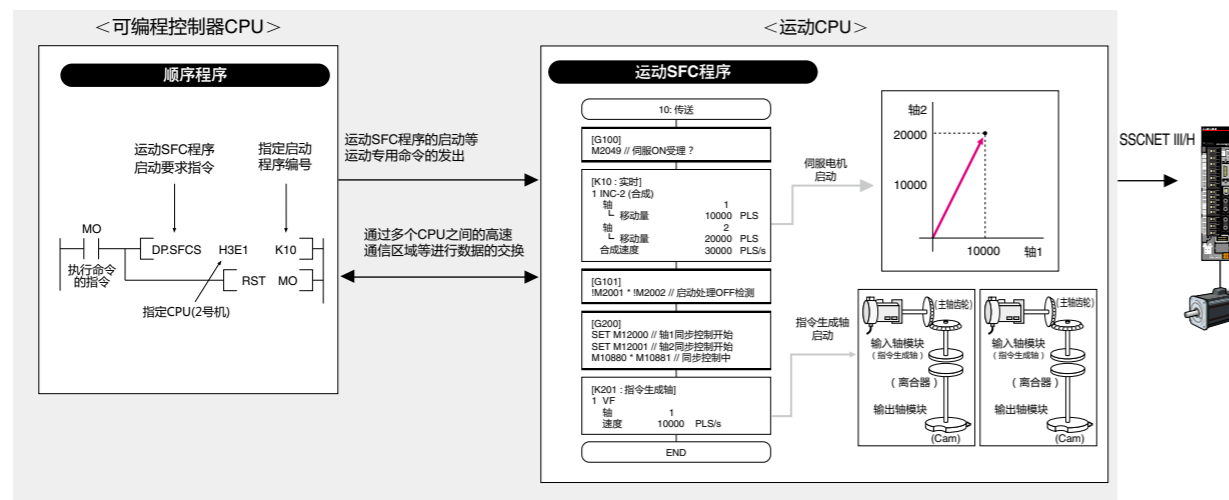 ＜可编程控制器CPU＞
顺序程序
运动SFC程序
启动要求指令
指定启动
程序编号
MO
DP.SFCS H3E1 K10
执行命令
的指令
RST MO
指定CPU(2号机)
运动SFC程序的启动等
运动专用命令的发出
通过多个CPU之间的高速
通信区域等进行数据的交换
＜运动CPU＞
运动SFC程序
10: 传送
[G100]
M2049 // 伺服ON受理 ?
[K10 : 实时]
1 INC-2 (合成)
轴 1
移动量 10000 PLS
轴 2
移动量 20000 PLS
合成速度 30000 PLS/s
[G101]
!M2001 * !M2002 // 启动处理OFF检测
[G200]
SET M12000 // 轴1同步控制开始
SET M12001 // 轴2同步控制开始
M10880 * M10881 // 同步控制中
[K201 : 指令生成轴]
1 VF
轴 1
速度 10000 PLS/s
END
伺服电机
启动
轴2
20000
10000
10000 轴1
指令生成轴
启动
(主轴齿轮)
输入轴模块
(指令生成轴)
(离合器)
输出轴模块
(Cam)
(主轴齿轮)
输入轴模块
(指令生成轴)
(离合器)
输出轴模块
(Cam)
SSCNET III/H